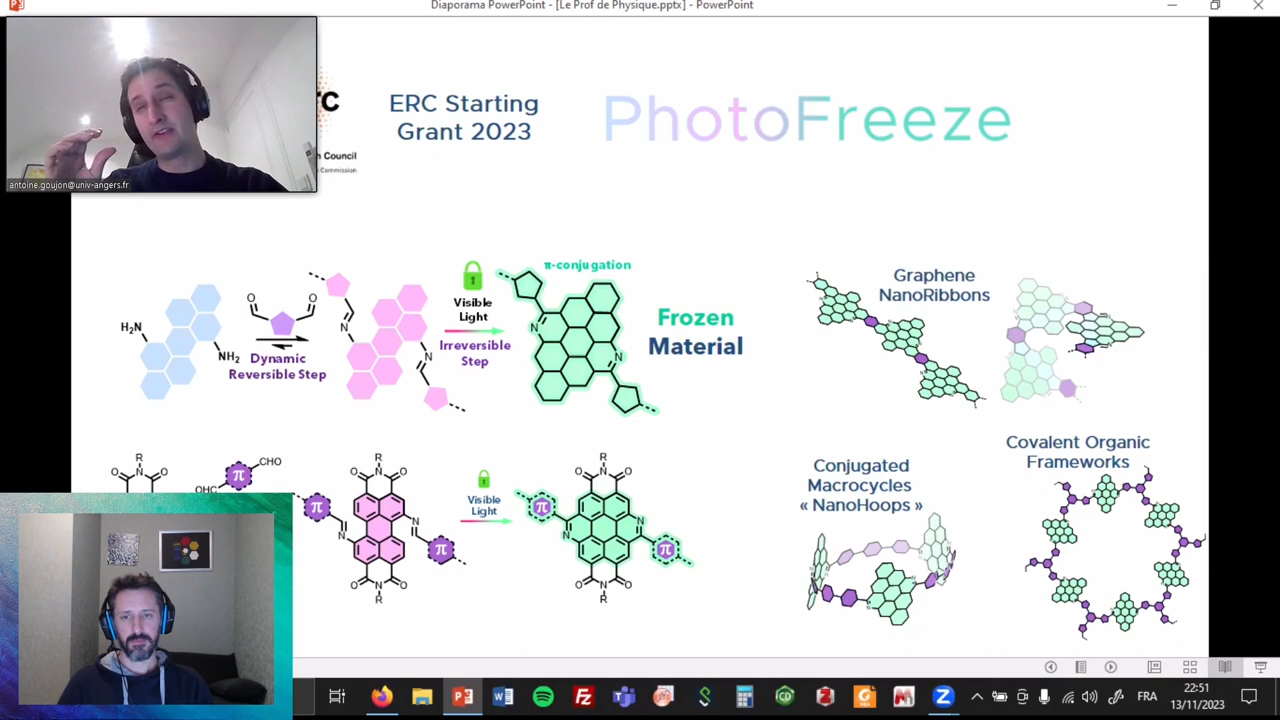 Diaporama PowerPoint - [Le Prof de Physique.pptx] - PowerPoint
antoine.goujon@univ-angers.fr
rc
h Council
Commission
ERC Starting
Grant 2023
PhotoFreeze
H₂N
NH₂
O
O
Dynamic
Reversible Step
N
N
Visible
Light
Irreversible
Step
π-conjugation
N
N
Frozen
Material
Graphene
NanoRibbons
R
O
N
O
π
CHO
OHC
π
N
R
O
N
O
N
π
O
N
O
R
Visible
Light
π
N
R
O
N
O
N
π
O
N
O
R
Conjugated
Macrocycles
« NanoHoops »
Covalent Organic
Frameworks
FRA
22:51
13/11/2023